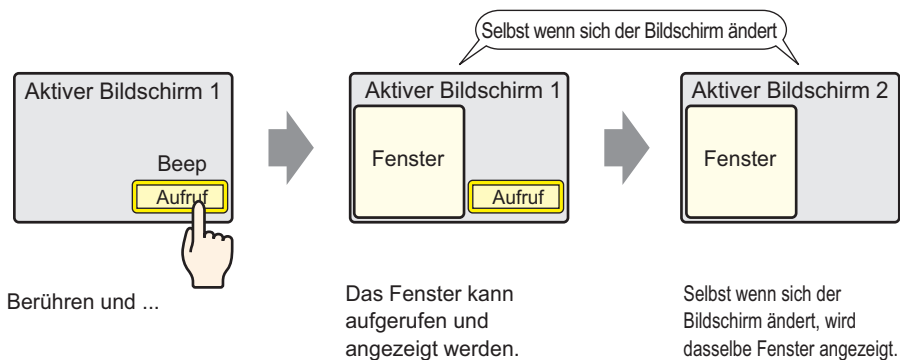 Selbst wenn sich der Bildschirm ändert
Aktiver Bildschirm 1
Beep
Aufruf
Berühren und ...
Aktiver Bildschirm 1
Fenster
Aufruf
Das Fenster kann
aufgerufen und
angezeigt werden.
Aktiver Bildschirm 2
Fenster
Selbst wenn sich der
Bildschirm ändert, wird
dasselbe Fenster angezeigt.